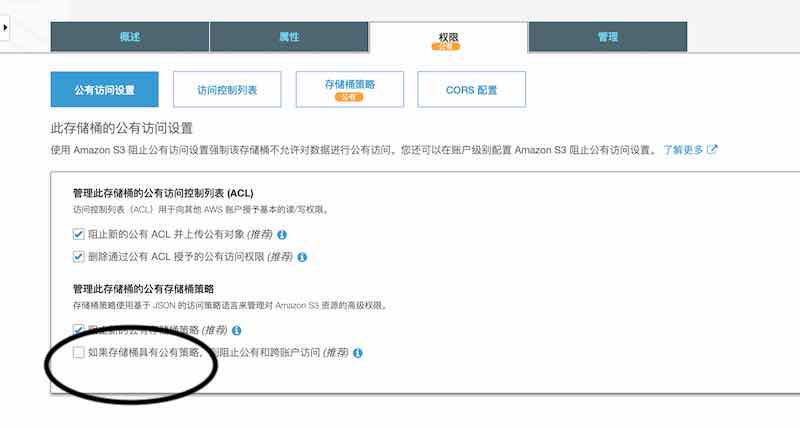 概述 属性 权限 管理
公有
公有访问设置 访问控制列表 存储桶策略 CORS 配置
公有
此存储桶的公有访问设置
使用 Amazon S3 阻止公有访问设置强制该存储桶不允许对数据进行公有访问。您还可以在账户级别配置 Amazon S3 阻止公有访问设置。 了解更多
管理此存储桶的公有访问控制列表 (ACL)
访问控制列表（ACL）用于向其他 AWS 账户授予基本的读/写权限。
阻止新的公有 ACL 并上传公有对象 (推荐)
删除通过公有 ACL 授予的公有访问权限 (推荐)
管理此存储桶的公有存储桶策略
存储桶策略使用基于 JSON 的访问策略语言来管理对 Amazon S3 资源的高级权限。
阻止新的公有存储桶策略 (推荐)
如果存储桶具有公有策略，则阻止公有和跨账户访问 (推荐)